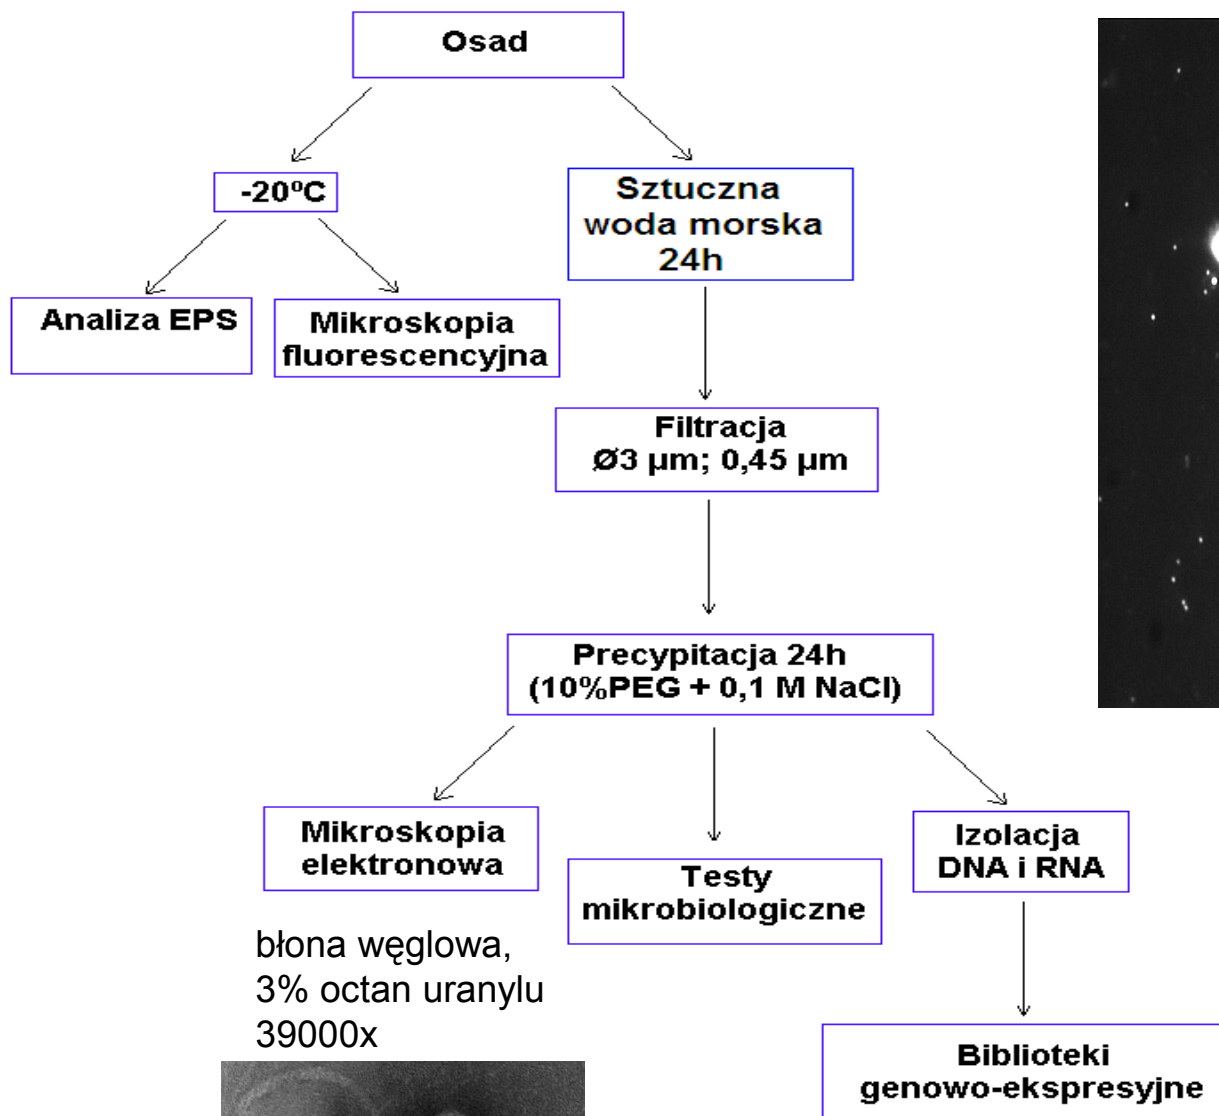 Osad
-20ºC
Sztuczna
woda morska
24h
Analiza EPS
Mikroskopia
fluorescencyjna
Filtracja
Ø3 µm; 0,45 µm
Precypitacja 24h
(10%PEG + 0,1 M NaCl)
Mikroskopia
elektronowa
Testy
mikrobiologiczne
Izolacja
DNA i RNA
błona węglowa,
3% octan uranylu
39000x
Biblioteki
genowo-ekspresyjne